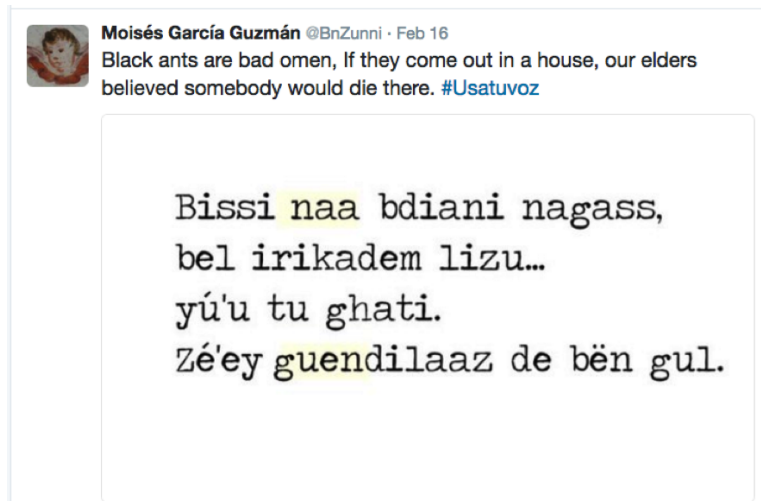 Moisés García Guzmán @BnZunni · Feb 16
Black ants are bad omen, If they come out in a house, our elders
believed somebody would die there. #Usatuvoz
Bissi naa bdiani nagass,
bel irikadem lizu...
yú'u tu ghati.
Zé'ey guendilaaz de bën gul.